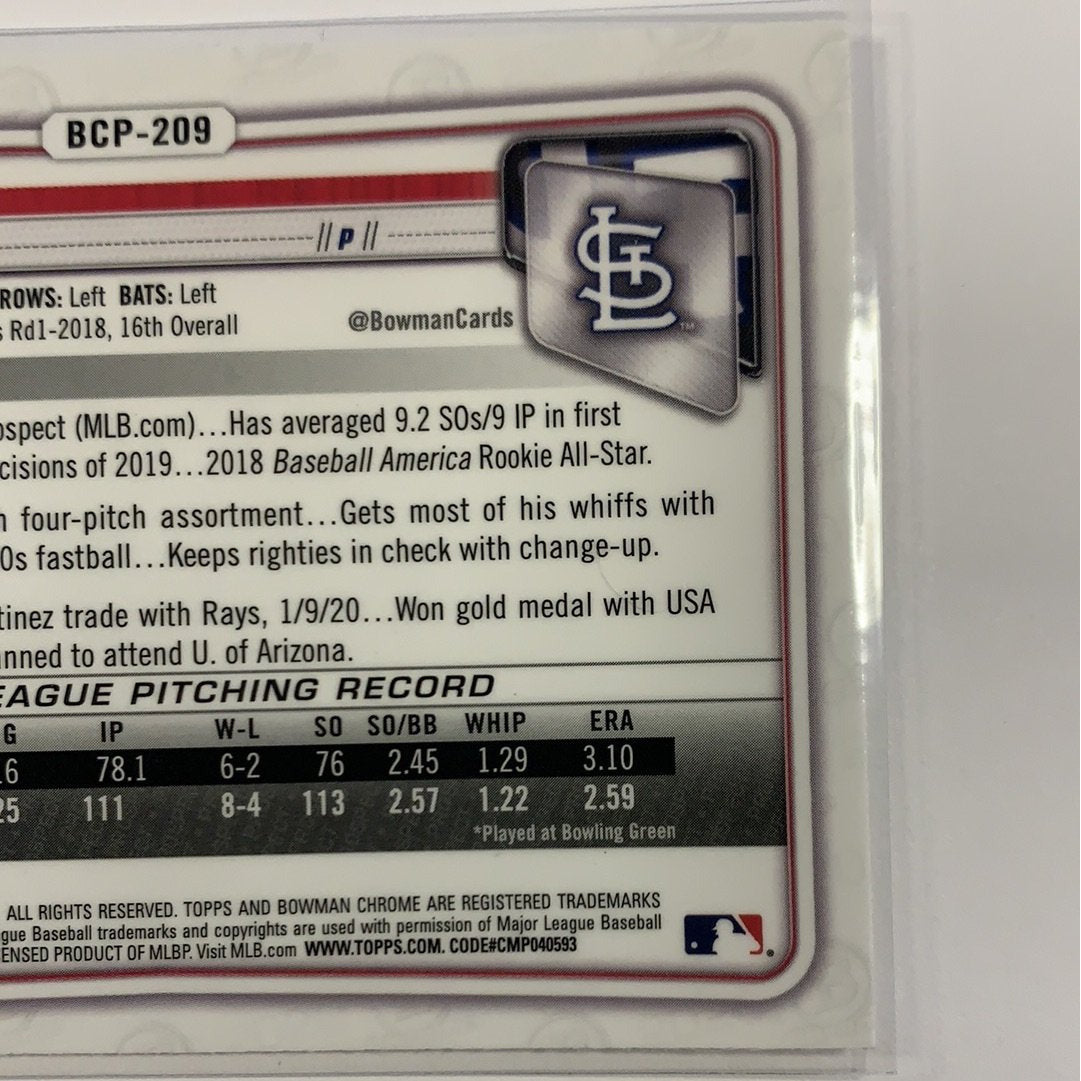 BCP-209
// P //
STL
TM
ROWS: Left BATS: Left
s Rd1-2018, 16th Overall
@BowmanCards
ospect (MLB.com)...Has averaged 9.2 SOs/9 IP in first
cisions of 2019...2018 Baseball America Rookie All-Star.
n four-pitch assortment...Gets most of his whiffs with
0s fastball...Keeps righties in check with change-up.
tinez trade with Rays, 1/9/20...Won gold medal with USA
nned to attend U. of Arizona.
EAGUE PITCHING RECORD
G IP W-L SO SO/BB WHIP ERA
16 78.1 6-2 76 2.45 1.29 3.10
25 111 8-4 113 2.57 1.22 2.59
*Played at Bowling Green
ALL RIGHTS RESERVED. TOPPS AND BOWMAN CHROME ARE REGISTERED TRADEMARKS
gue Baseball trademarks and copyrights are used with permission of Major League Baseball
ENSED PRODUCT OF MLBP. Visit MLB.com WWW.TOPPS.COM. CODE#CMP040593